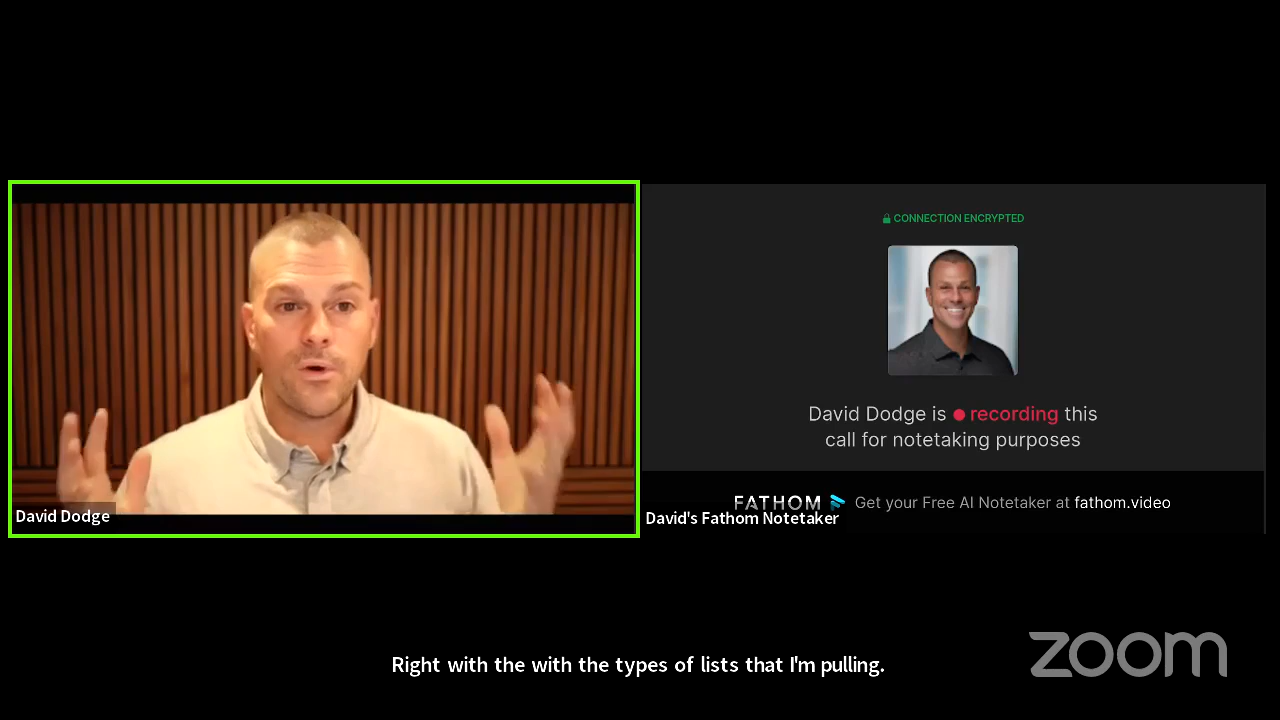 CONNECTION ENCRYPTED
David Dodge is recording this
call for notetaking purposes
FATHOM Get your Free AI Notetaker at fathom.video
David Dodge
David's Fathom Notetaker
Right with the with the types of lists that I'm pulling.
zoom